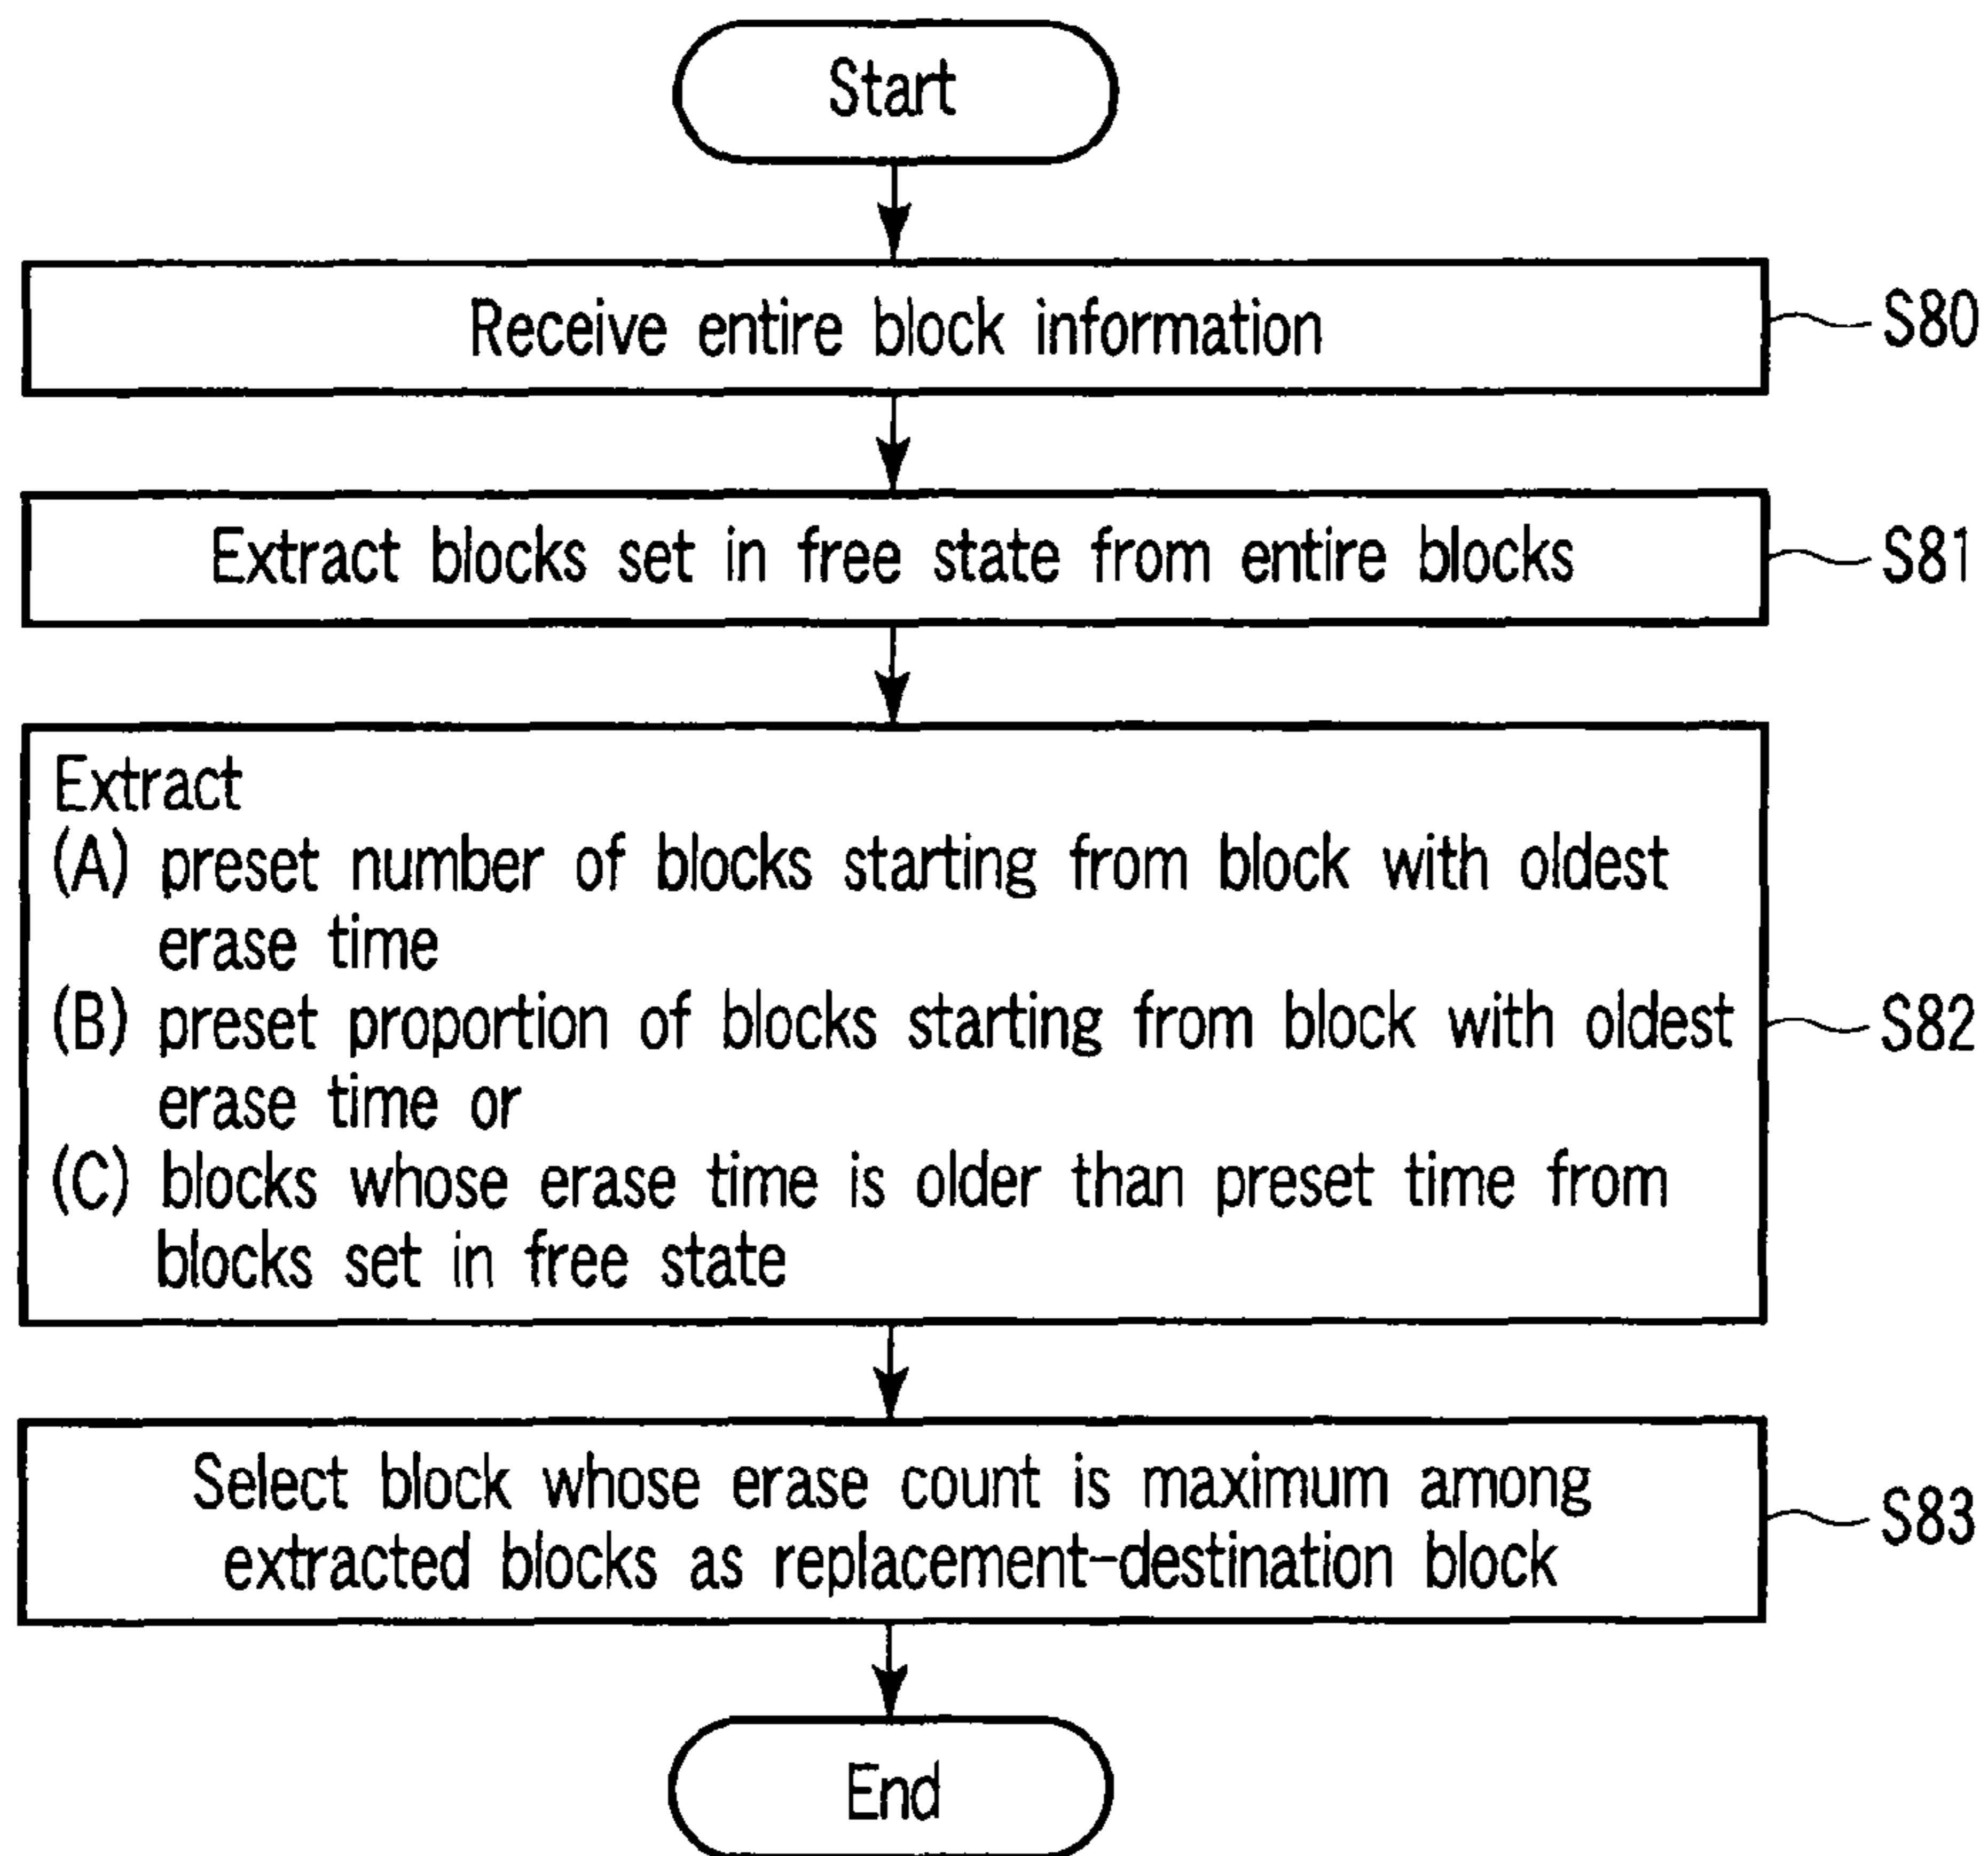 Start
Receive entire block information
S80
Extract blocks set in free state from entire blocks
S81
Extract
(A) preset number of blocks starting from block with oldest
erase time
(B) preset proportion of blocks starting from block with oldest
erase time or
(C) blocks whose erase time is older than preset time from
blocks set in free state
S82
Select block whose erase count is maximum among
extracted blocks as replacement-destination block
S83
End